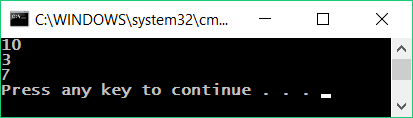 C:\WINDOWS\system32\cm...
10
3
7
Press any key to continue . . .